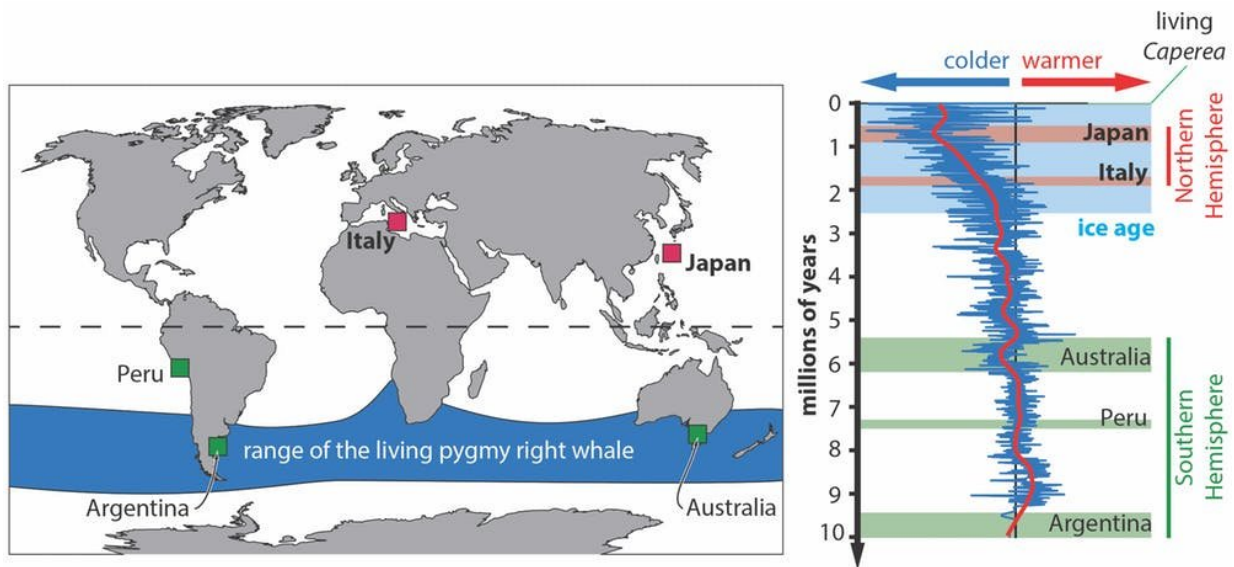 Italy
Japan
Peru
range of the living pygmy right whale
Argentina
Australia
living
Caperea
colder warmer
millions of years
0
1
2
3
4
5
6
7
8
9
10
Japan
Italy
ice age
Australia
Peru
Argentina
Northern
Hemisphere
Southern
Hemisphere